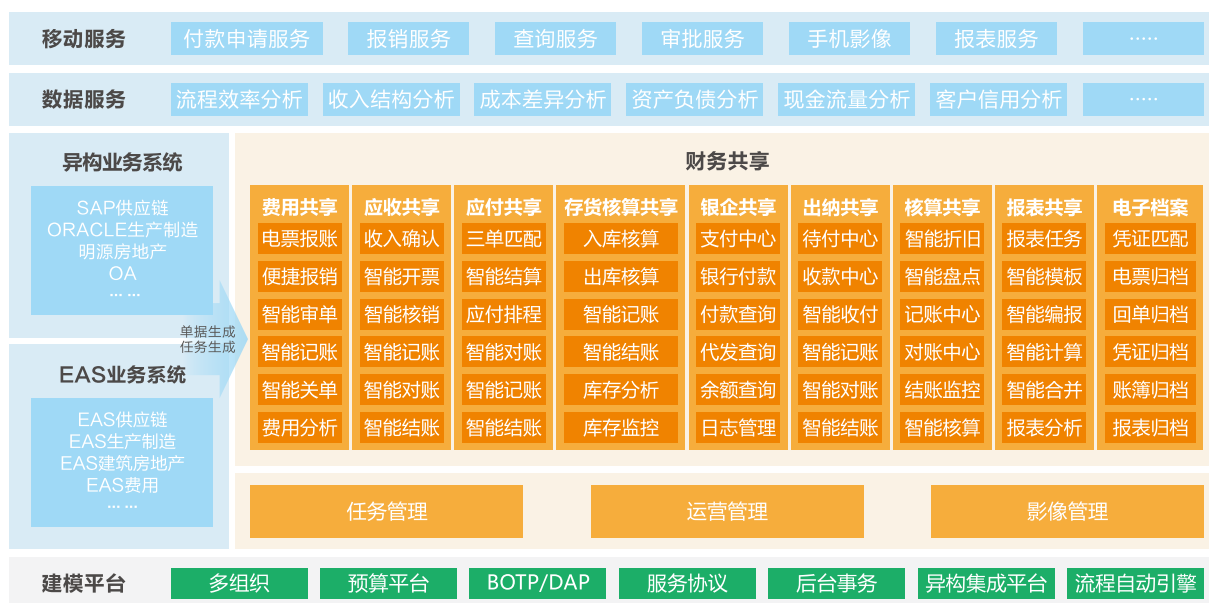 移动服务 付款申请服务 报销服务 查询服务 审批服务 手机影像 报表服务 ·····
数据服务 流程效率分析 收入结构分析 成本差异分析 资产负债分析 现金流量分析 客户信用分析 ·····
异构业务系统
SAP供应链
ORACLE生产制造
明源房地产
OA
... ...
单据生成
任务生成
EAS业务系统
EAS供应链
EAS生产制造
EAS建筑房地产
EAS费用
... ...
财务共享
费用共享 应收共享 应付共享 存货核算共享 银企共享 出纳共享 核算共享 报表共享 电子档案
电票报账 收入确认 三单匹配 入库核算 支付中心 待付中心 智能折旧 报表任务 凭证匹配
便捷报销 智能开票 智能结算 出库核算 银行付款 收款中心 智能盘点 智能模板 电票归档
智能审单 智能核销 应付排程 智能记账 付款查询 智能收付 记账中心 智能编报 回单归档
智能记账 智能记账 智能对账 智能结账 代发查询 智能记账 对账中心 智能计算 凭证归档
智能关单 智能对账 智能记账 库存分析 余额查询 智能对账 结账监控 智能合并 账簿归档
费用分析 智能结账 智能结账 库存监控 日志管理 智能结账 智能核算 报表分析 报表归档
任务管理 运营管理 影像管理
建模平台 多组织 预算平台 BOTP/DAP 服务协议 后台事务 异构集成平台 流程自动引擎